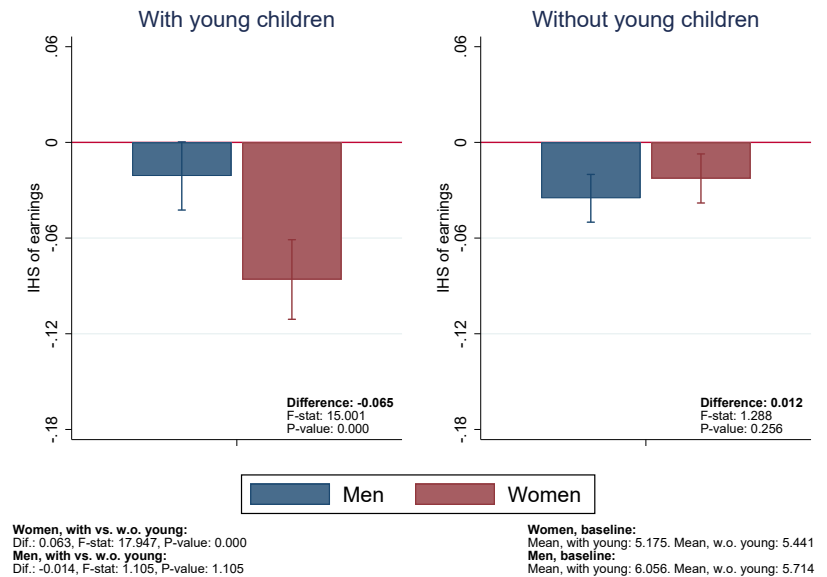 With young children
.06
0
-.06
-.12
-.18
IHS of earnings
Difference: -0.065
F-stat: 15.001
P-value: 0.000
Without young children
.06
0
-.06
-.12
-.18
IHS of earnings
Difference: 0.012
F-stat: 1.288
P-value: 0.256
Men
Women
Women, with vs. w.o. young:
Dif.: 0.063, F-stat: 17.947, P-value: 0.000
Men, with vs. w.o. young:
Dif.: -0.014, F-stat: 1.105, P-value: 1.105
Women, baseline:
Mean, with young: 5.175. Mean, w.o. young: 5.441
Men, baseline:
Mean, with young: 6.056. Mean, w.o. young: 5.714